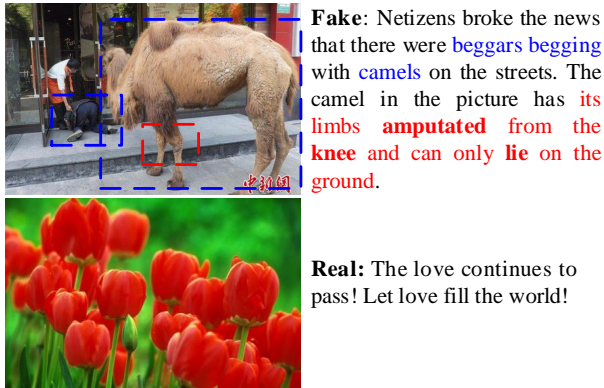 Fake: Netizens broke the news
that there were beggars begging
with camels on the streets. The
camel in the picture has its
limbs amputated from the
knee and can only lie on the
ground.
中新网
Real: The love continues to
pass! Let love fill the world!